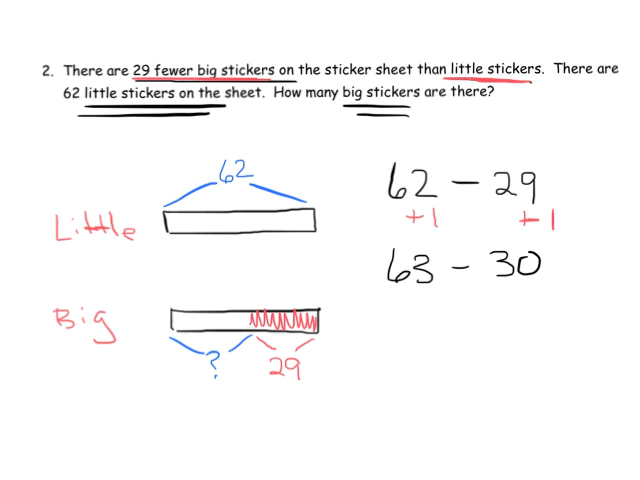 2. There are 29 fewer big stickers on the sticker sheet than little stickers. There are
62 little stickers on the sheet. How many big stickers are there?
62
Little
Big
?
29
62 - 29
+1 +1
63 - 30